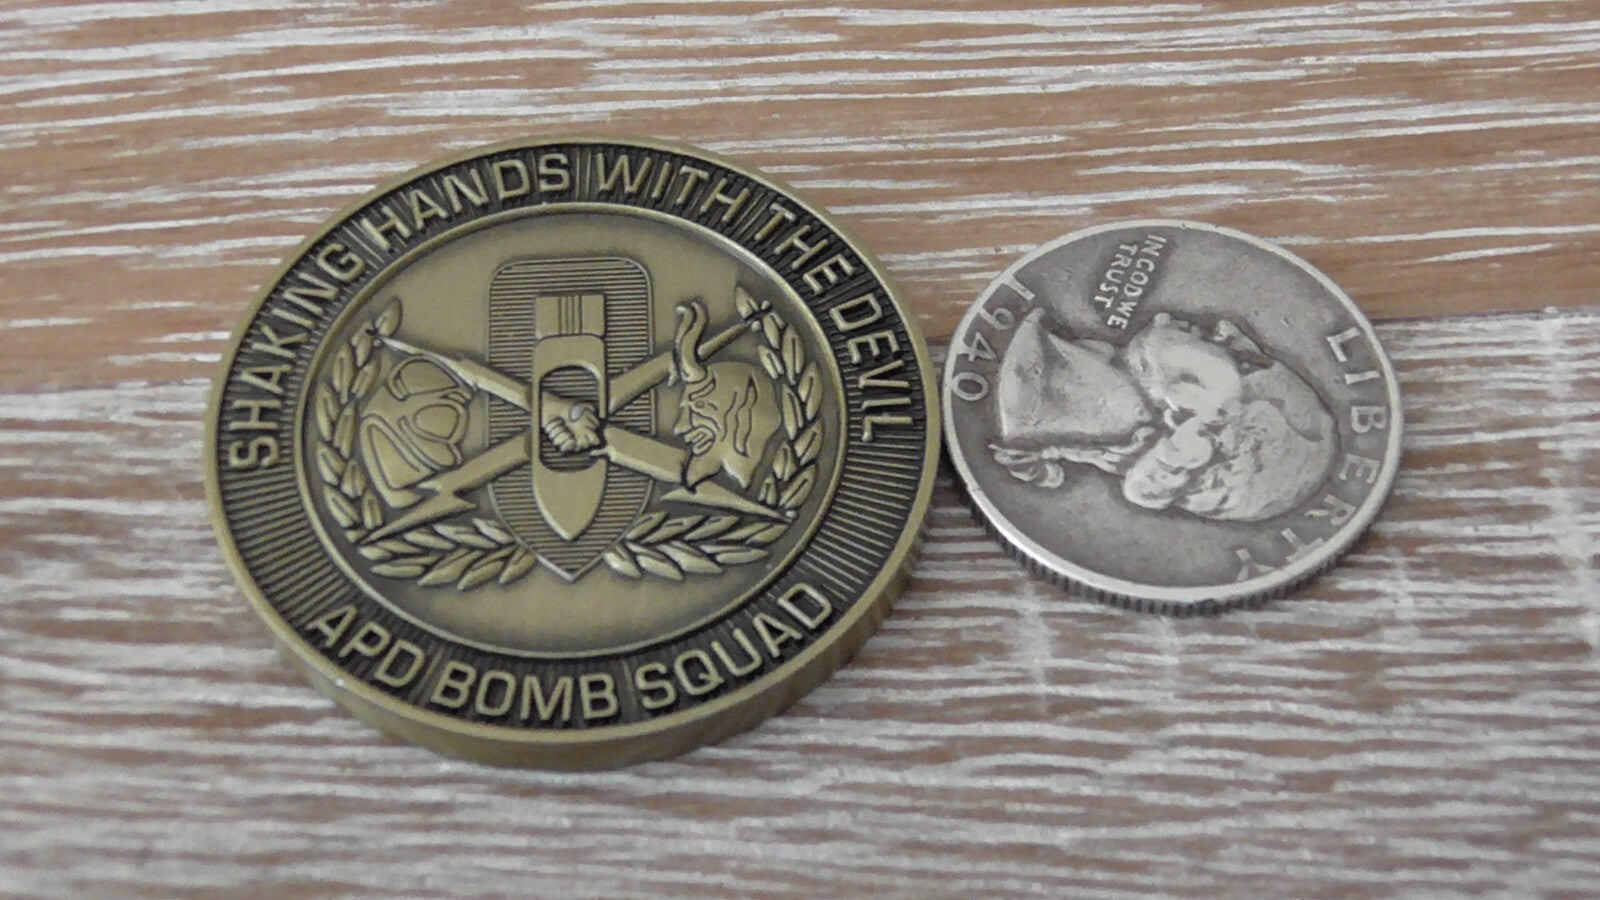 SHAKING HANDS WITH THE DEVIL
APD BOMB SQUAD
LIBERTY
IN GOD WE
TRUST
1940